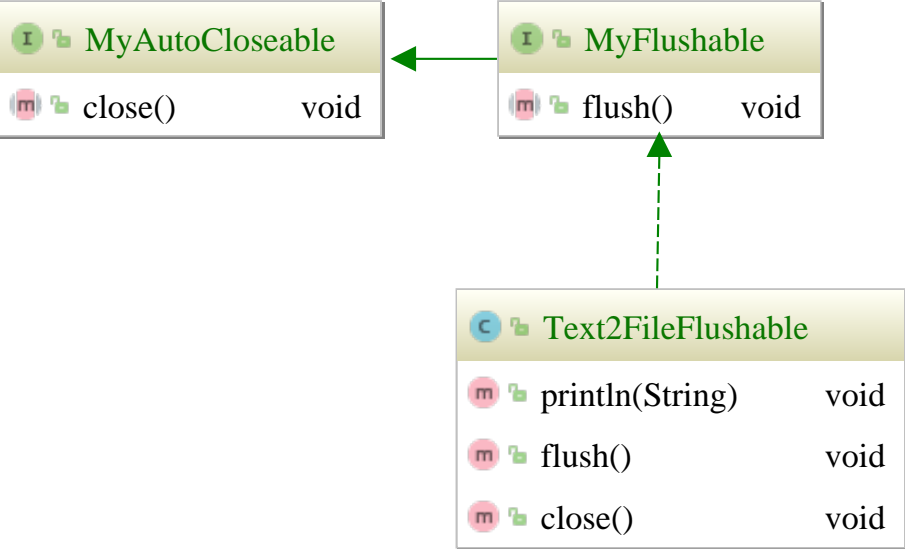 I MyAutoCloseable
m close() void
I MyFlushable
m flush() void
C Text2FileFlushable
m println(String) void
m flush() void
m close() void